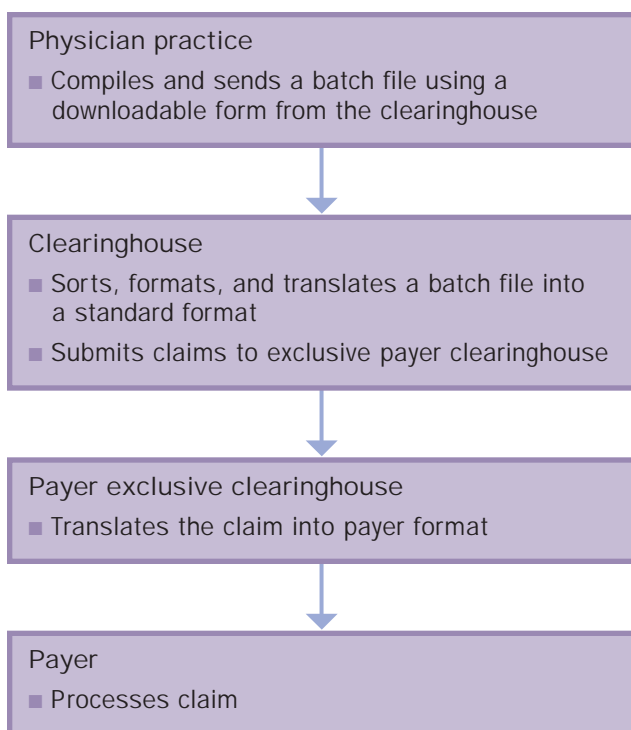 Physician practice
■ Compiles and sends a batch file using a
downloadable form from the clearinghouse
Clearinghouse
■ Sorts, formats, and translates a batch file into
a standard format
■ Submits claims to exclusive payer clearinghouse
Payer exclusive clearinghouse
■ Translates the claim into payer format
Payer
■ Processes claim